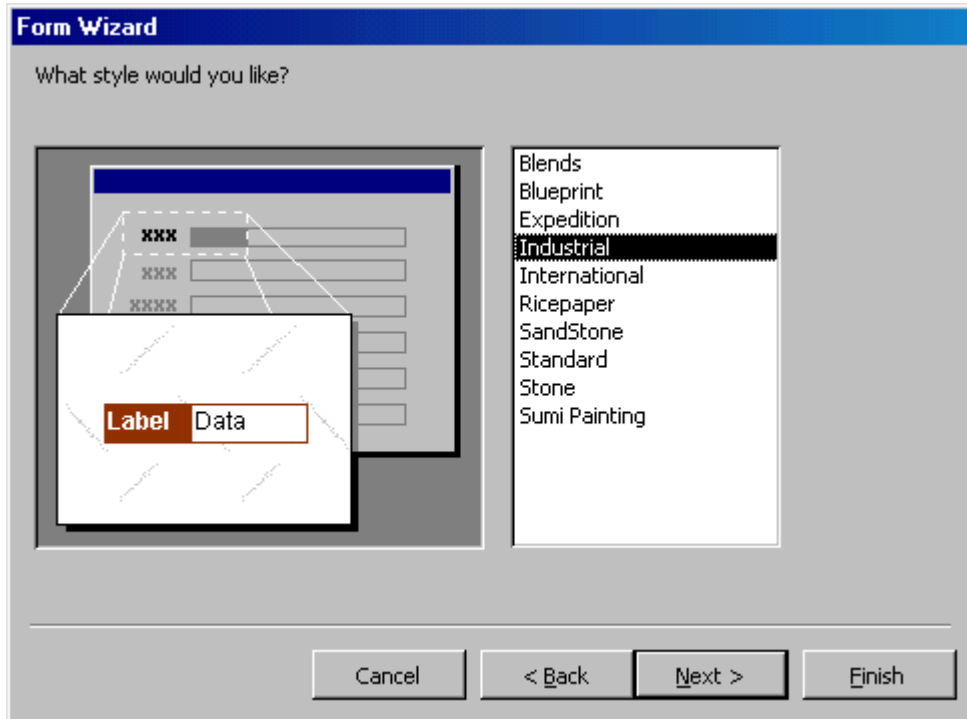 Form Wizard
What style would you like?
xxx
xxx
xxxx
Label Data
Blends
Blueprint
Expedition
Industrial
International
Ricepaper
SandStone
Standard
Stone
Sumi Painting
Cancel < Back Next > Finish